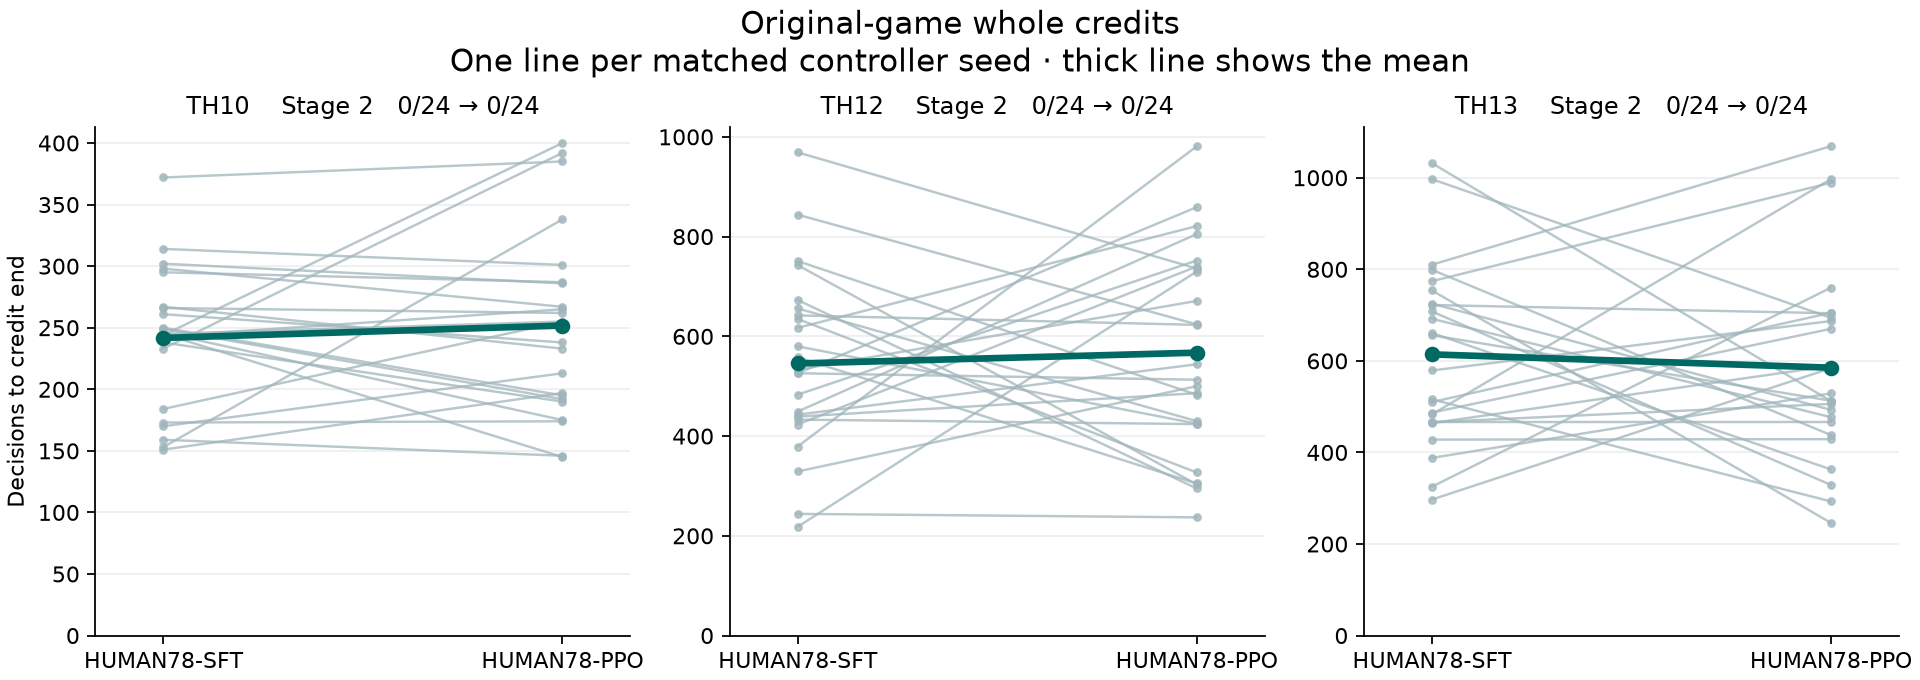 Original-game whole credits
One line per matched controller seed · thick line shows the mean
TH10 Stage 2 0/24 → 0/24
Decisions to credit end
400
350
300
250
200
150
100
50
0
HUMAN78-SFT
HUMAN78-PPO
TH12 Stage 2 0/24 → 0/24
1000
800
600
400
200
0
HUMAN78-SFT
HUMAN78-PPO
TH13 Stage 2 0/24 → 0/24
1000
800
600
400
200
0
HUMAN78-SFT
HUMAN78-PPO